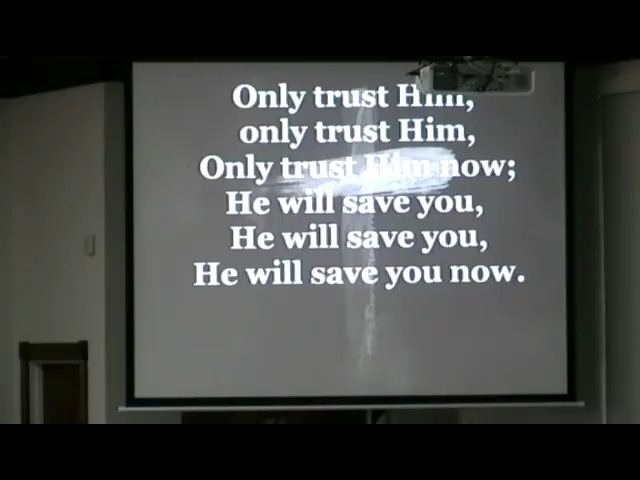 Only trust Him,
only trust Him,
Only trust Him now;
He will save you,
He will save you,
He will save you now.